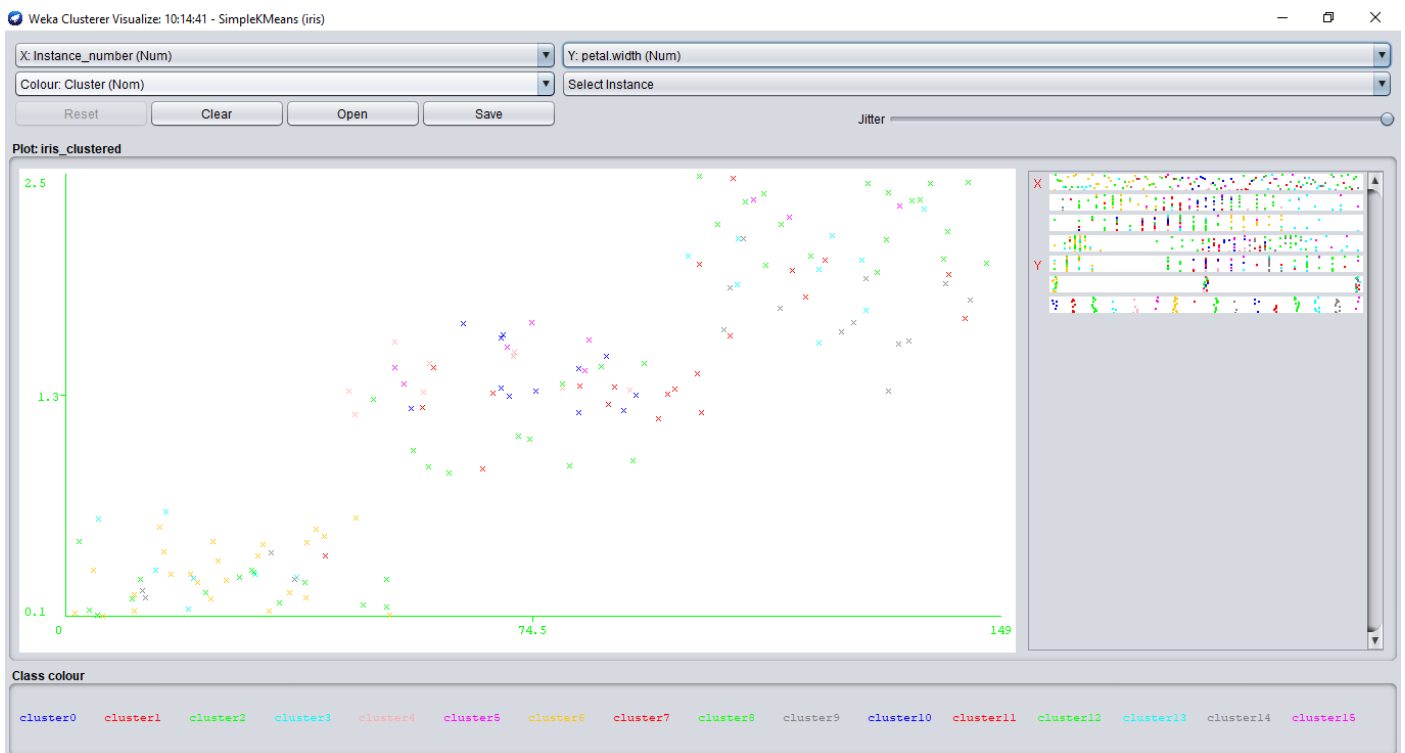 Weka Clusterer Visualize: 10:14:41 - SimpleKMeans (iris)
X: Instance_number (Num) Y: petal.width (Num)
Colour: Cluster (Nom) Select Instance
Reset Clear Open Save Jitter
Plot: iris_clustered
2.5
1.3
0.1
0 74.5 149
X
Y
Class colour
cluster0 cluster1 cluster2 cluster3 cluster4 cluster5 cluster6 cluster7 cluster8 cluster9 cluster10 cluster11 cluster12 cluster13 cluster14 cluster15